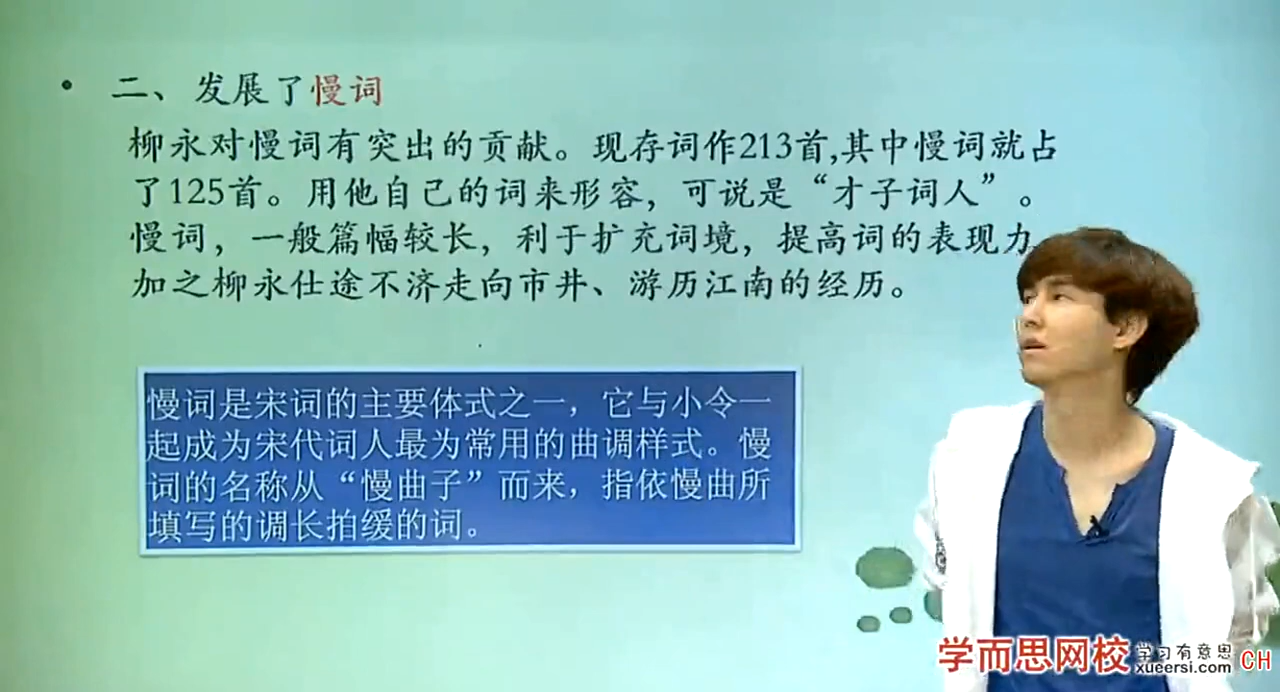 • 二、发展了慢词
柳永对慢词有突出的贡献。现存词作213首,其中慢词就占
了125首。用他自己的词来形容，可说是“才子词人”。
慢词，一般篇幅较长，利于扩充词境，提高词的表现力
加之柳永仕途不济走向市井、游历江南的经历。
慢词是宋词的主要体式之一，它与小令一
起成为宋代词人最为常用的曲调样式。慢
词的名称从“慢曲子”而来，指依慢曲所
填写的调长拍缓的词。
学而思网校 学习有意思
xueersi.com CH